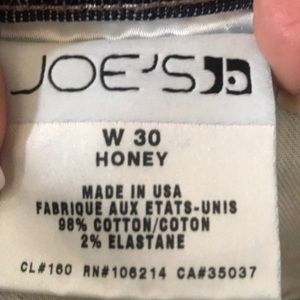 JOE'S
W 30
HONEY
MADE IN USA
FABRIQUE AUX ETATS-UNIS
98% COTTON/COTON
2% ELASTANE
CL#160 RN#106214 CA#35037